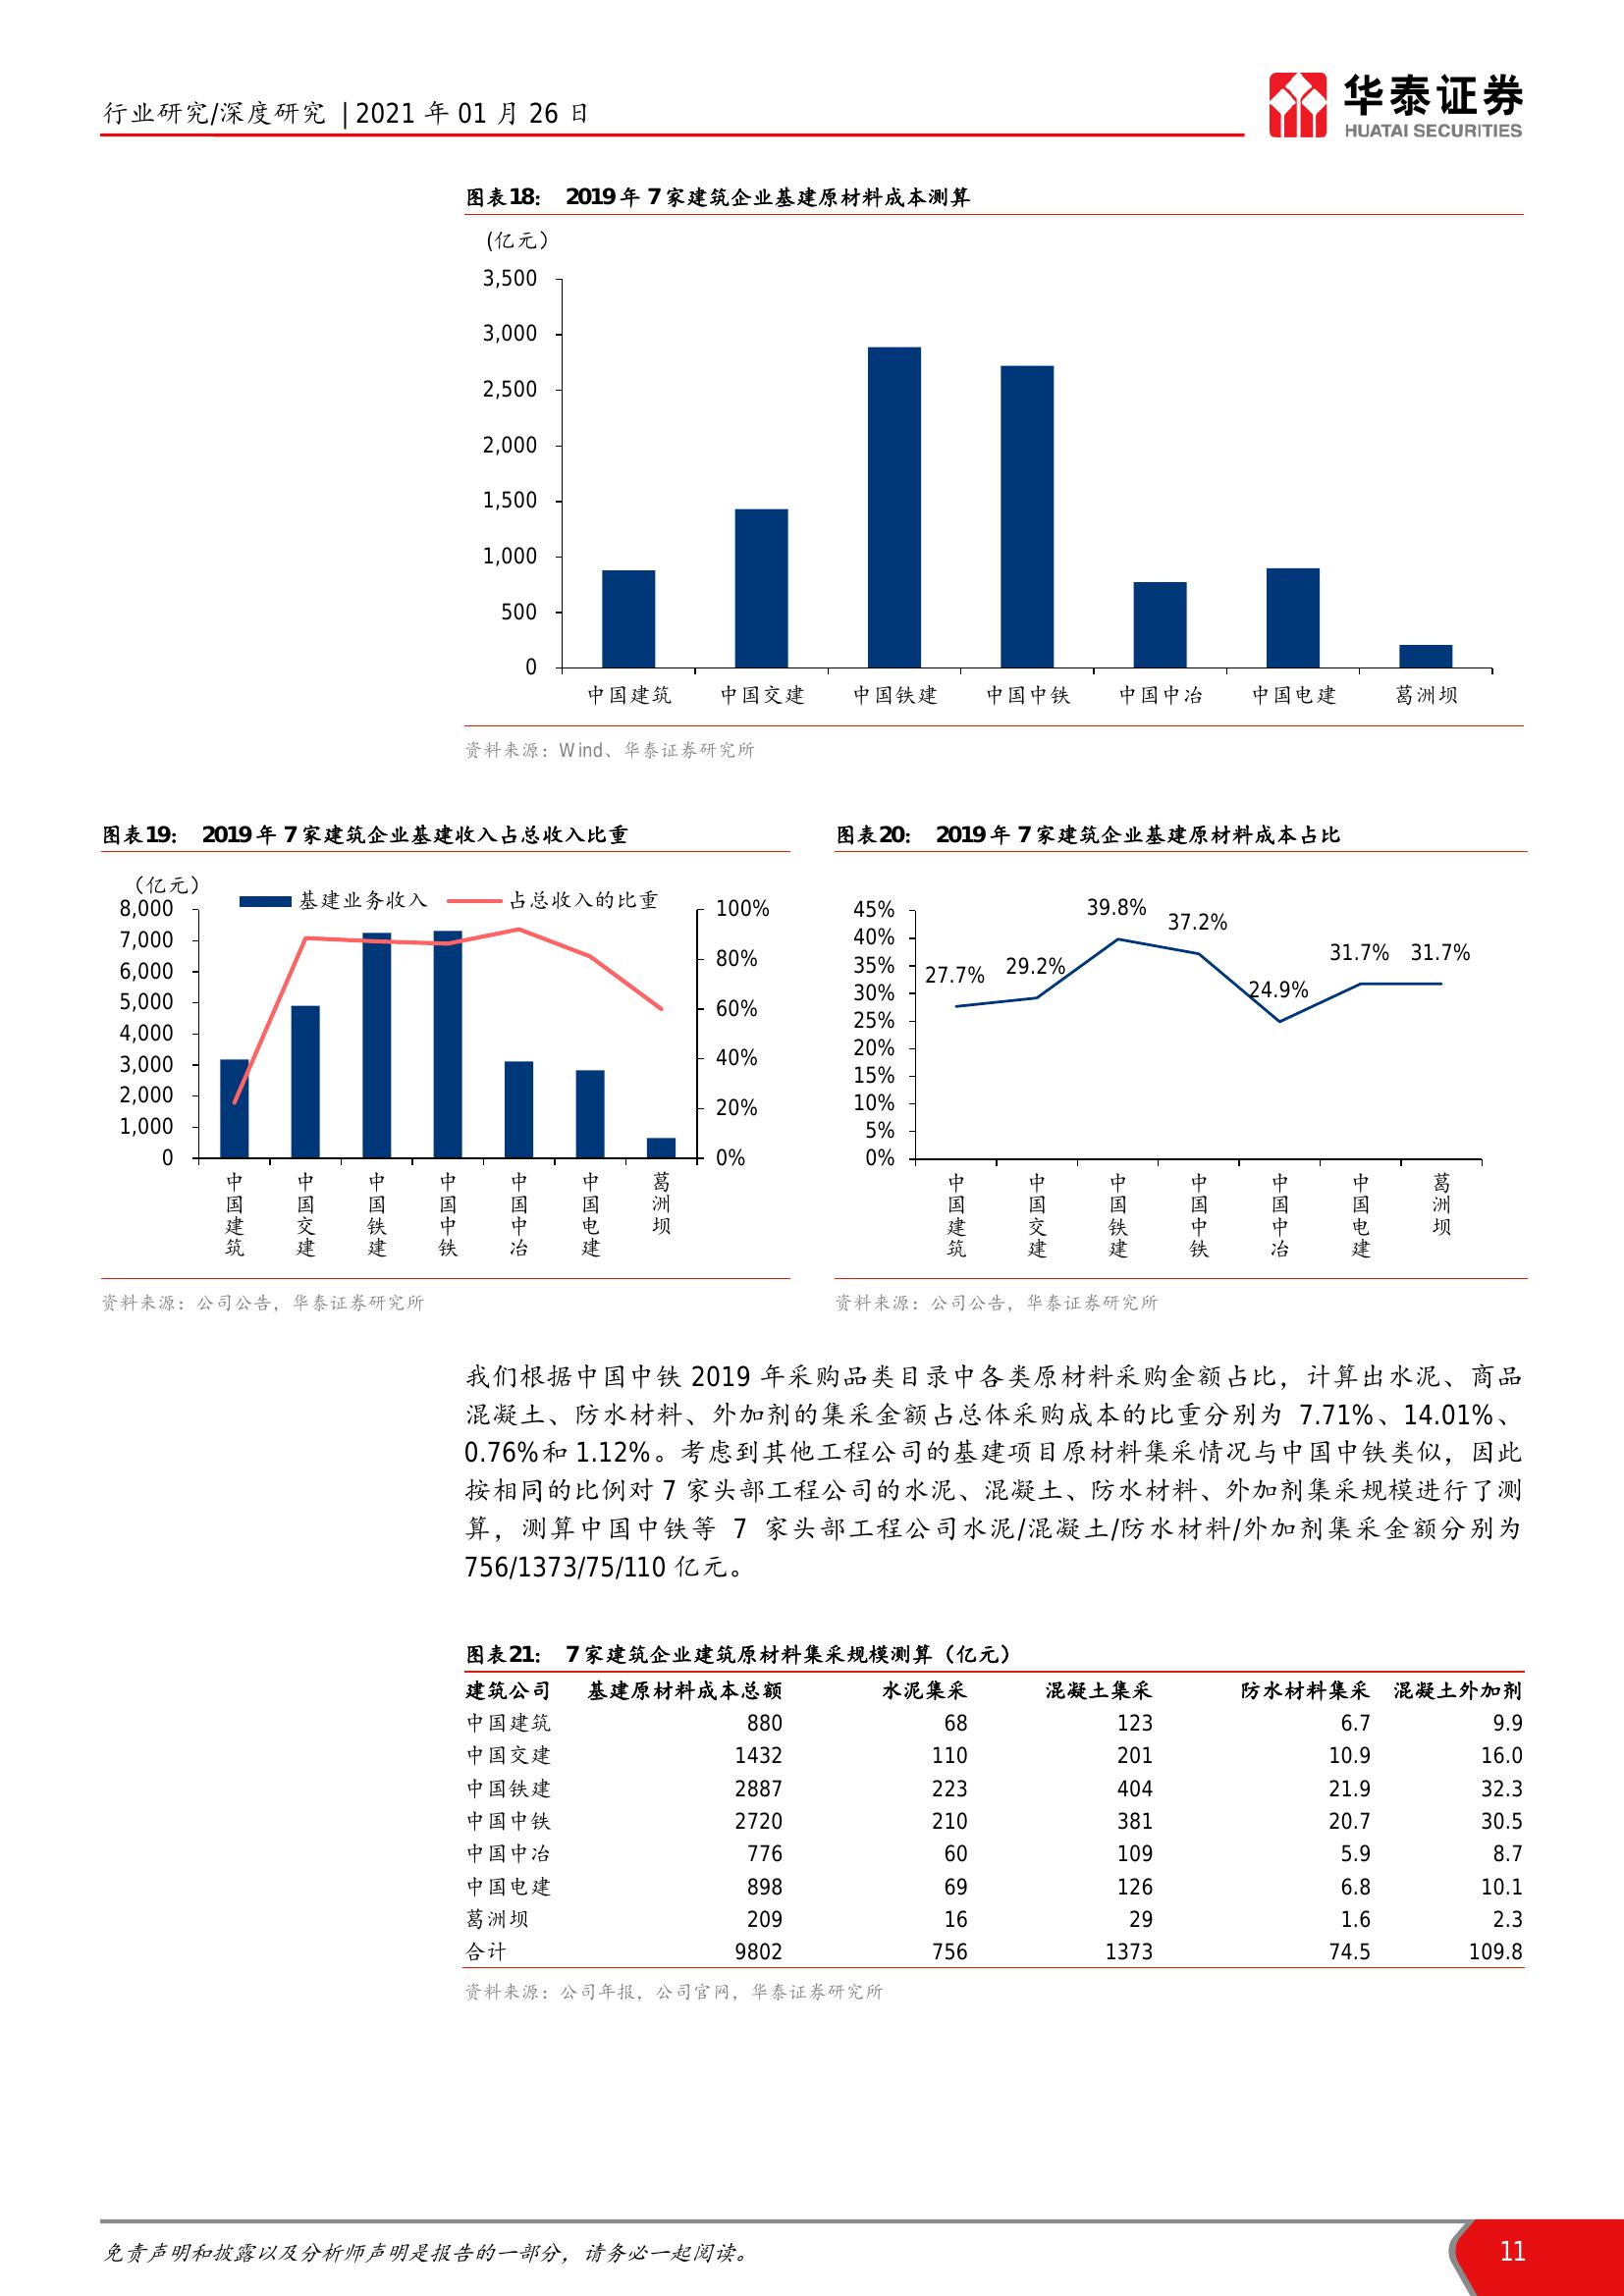 行业研究/深度研究 | 2021 年 01 月 26 日
华泰证券
HUATAI SECURITIES
图表18： 2019 年 7 家建筑企业基建原材料成本测算
(亿元）
3,500
3,000
2,500
2,000
1,500
1,000
500
0
中国建筑 中国交建 中国铁建 中国中铁 中国中冶 中国电建 葛洲坝
资料来源：Wind、华泰证券研究所
图表19： 2019 年 7 家建筑企业基建收入占总收入比重
（亿元）
基建业务收入 占总收入的比重
8,000
7,000
6,000
5,000
4,000
3,000
2,000
1,000
0
100%
80%
60%
40%
20%
0%
中国建筑 中国交建 中国铁建 中国中铁 中国中冶 中国电建 葛洲坝
资料来源：公司公告，华泰证券研究所
图表20： 2019 年 7 家建筑企业基建原材料成本占比
45%
40%
35%
30%
25%
20%
15%
10%
5%
0%
27.7% 29.2% 39.8% 37.2% 24.9% 31.7% 31.7%
中国建筑 中国交建 中国铁建 中国中铁 中国中冶 中国电建 葛洲坝
资料来源：公司公告，华泰证券研究所
我们根据中国中铁 2019 年采购品类目录中各类原材料采购金额占比，计算出水泥、商品
混凝土、防水材料、外加剂的集采金额占总体采购成本的比重分别为 7.71%、14.01%、
0.76%和 1.12%。考虑到其他工程公司的基建项目原材料集采情况与中国中铁类似，因此
按相同的比例对 7 家头部工程公司的水泥、混凝土、防水材料、外加剂集采规模进行了测
算，测算中国中铁等 7 家头部工程公司水泥/混凝土/防水材料/外加剂集采金额分别为
756/1373/75/110 亿元。
图表21： 7 家建筑企业建筑原材料集采规模测算（亿元）
建筑公司 基建原材料成本总额 水泥集采 混凝土集采 防水材料集采 混凝土外加剂
中国建筑 880 68 123 6.7 9.9
中国交建 1432 110 201 10.9 16.0
中国铁建 2887 223 404 21.9 32.3
中国中铁 2720 210 381 20.7 30.5
中国中冶 776 60 109 5.9 8.7
中国电建 898 69 126 6.8 10.1
葛洲坝 209 16 29 1.6 2.3
合计 9802 756 1373 74.5 109.8
资料来源：公司年报，公司官网，华泰证券研究所
免责声明和披露以及分析师声明是报告的一部分，请务必一起阅读。
11